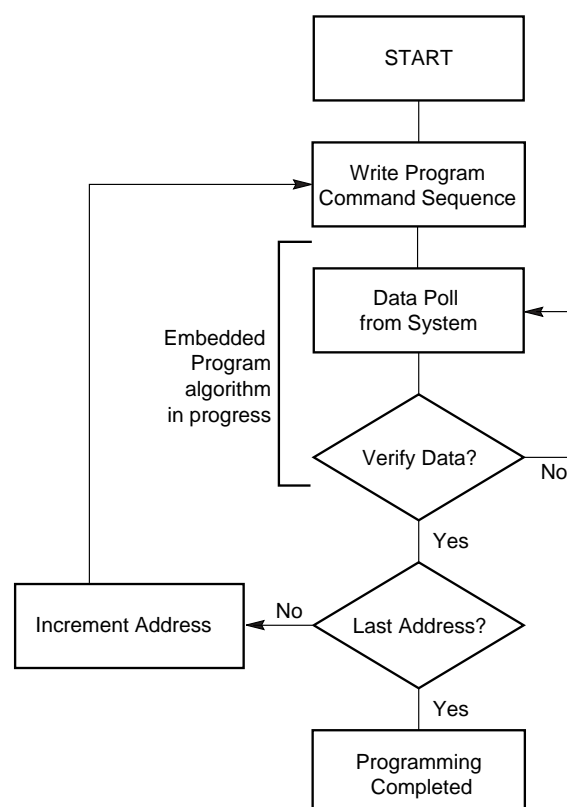 START
Write Program
Command Sequence
Data Poll
from System
Embedded
Program
algorithm
in progress
Verify Data?
No
Yes
Increment Address
No
Last Address?
Yes
Programming
Completed